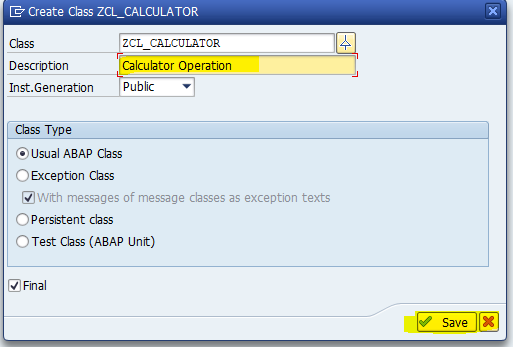 Create Class ZCL_CALCULATOR
Class ZCL_CALCULATOR
Description Calculator Operation
Inst.Generation Public
Class Type
Usual ABAP Class
Exception Class
With messages of message classes as exception texts
Persistent class
Test Class (ABAP Unit)
Final
Save